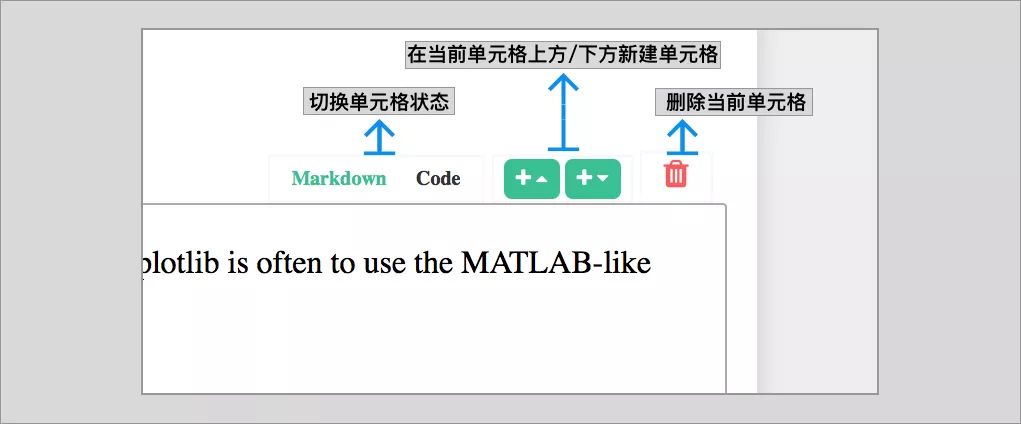 在当前单元格上方/下方新建单元格
切换单元格状态
删除当前单元格
Markdown Code
plotlib is often to use the MATLAB-like